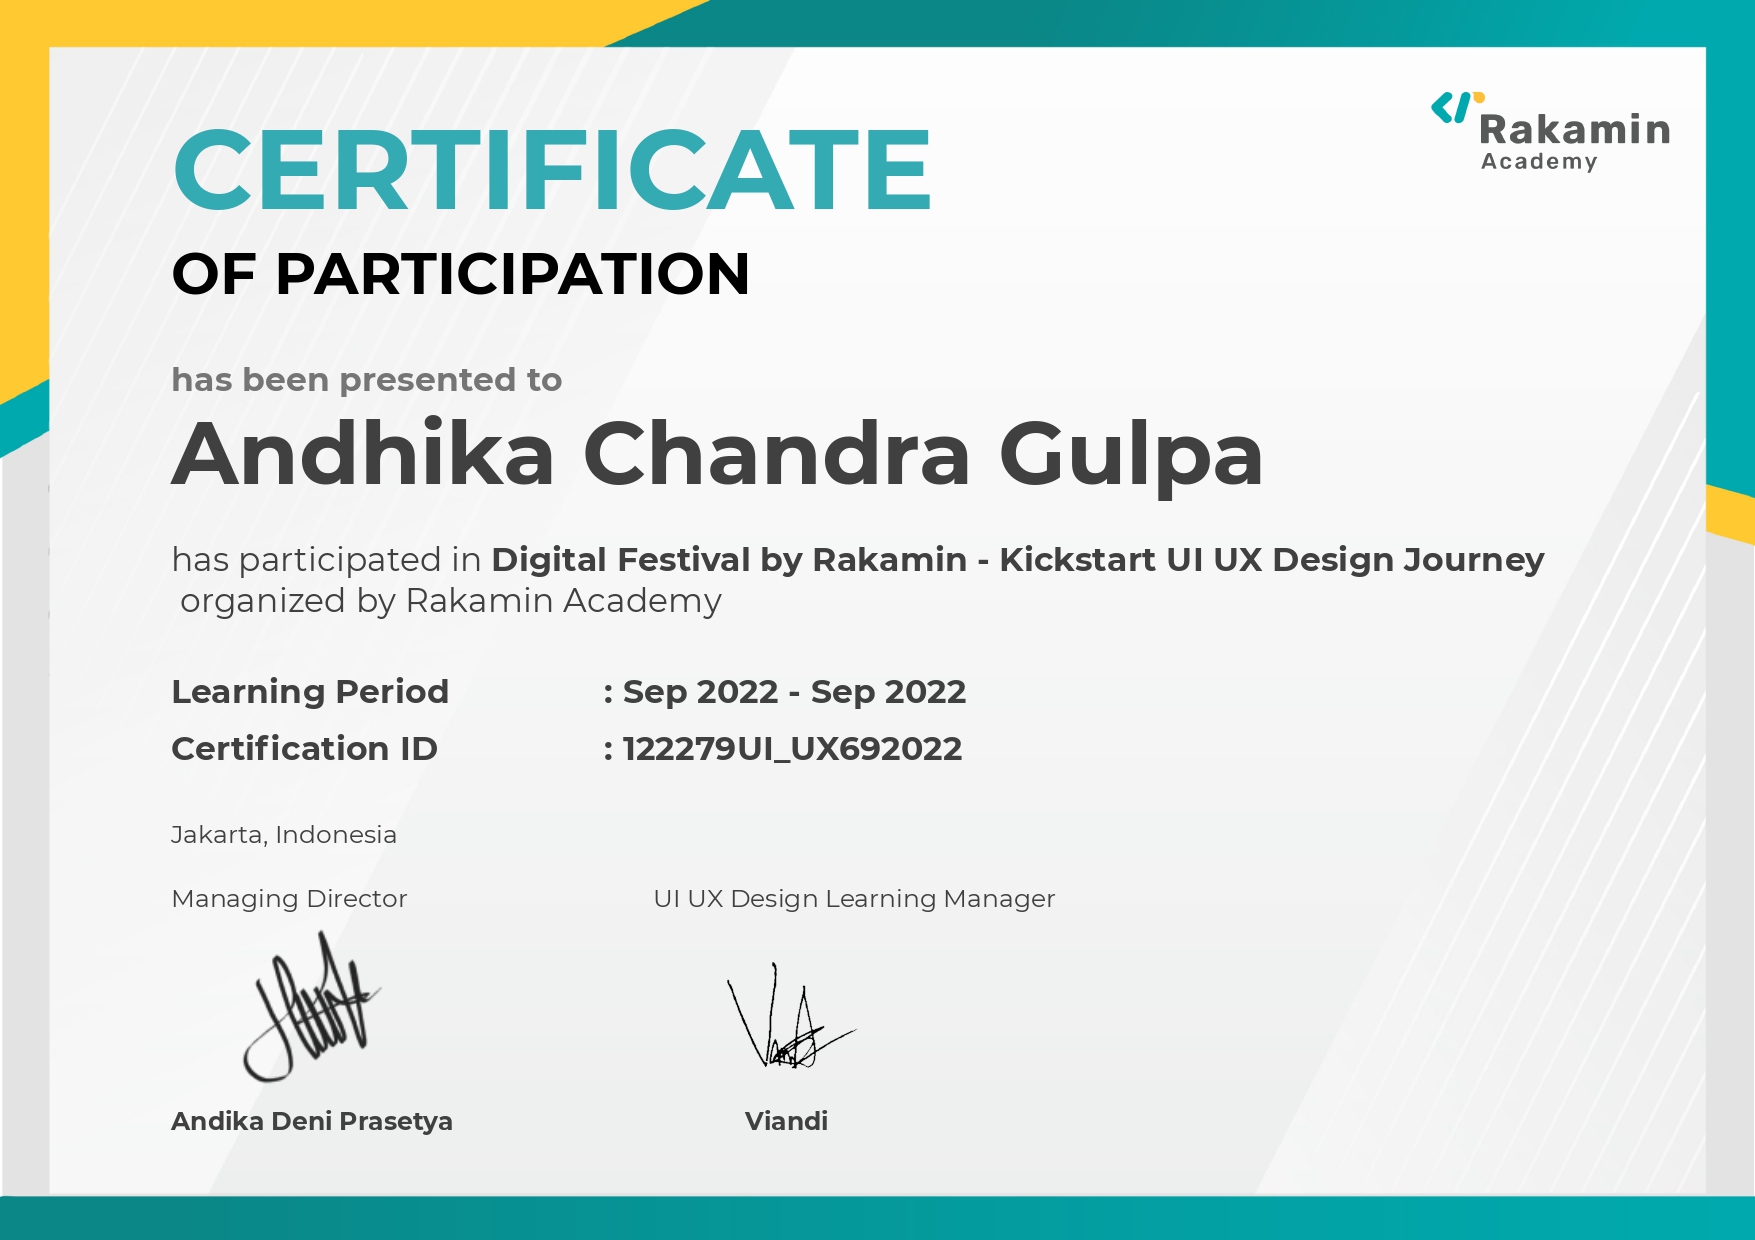 Rakamin
Academy
CERTIFICATE
OF PARTICIPATION
has been presented to
Andhika Chandra Gulpa
has participated in Digital Festival by Rakamin - Kickstart UI UX Design Journey
organized by Rakamin Academy
Learning Period : Sep 2022 - Sep 2022
Certification ID : 122279UI_UX692022
Jakarta, Indonesia
Managing Director
UI UX Design Learning Manager
Andika Deni Prasetya
Viandi